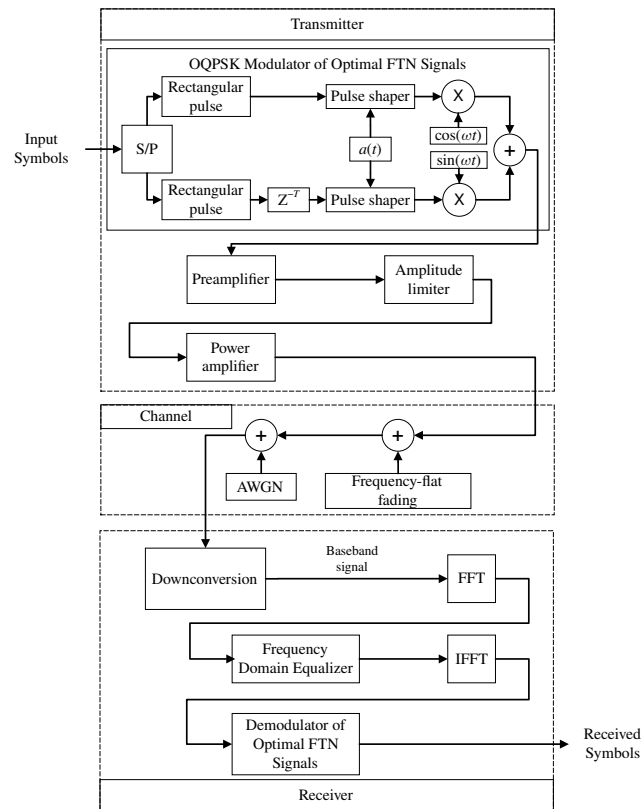 Transmitter
OQPSK Modulator of Optimal FTN Signals
Rectangular
pulse
Pulse shaper
X
Input
Symbols
S/P
cos(ωt)
a(t)
+
sin(ωt)
Rectangular
pulse
Z^{-T}
Pulse shaper
X
Preamplifier
Amplitude
limiter
Power
amplifier
Channel
+
+
AWGN
Frequency-flat
fading
Baseband
signal
Downconversion
FFT
Frequency
Domain Equalizer
IFFT
Demodulator of
Optimal FTN
Signals
Received
Symbols
Receiver